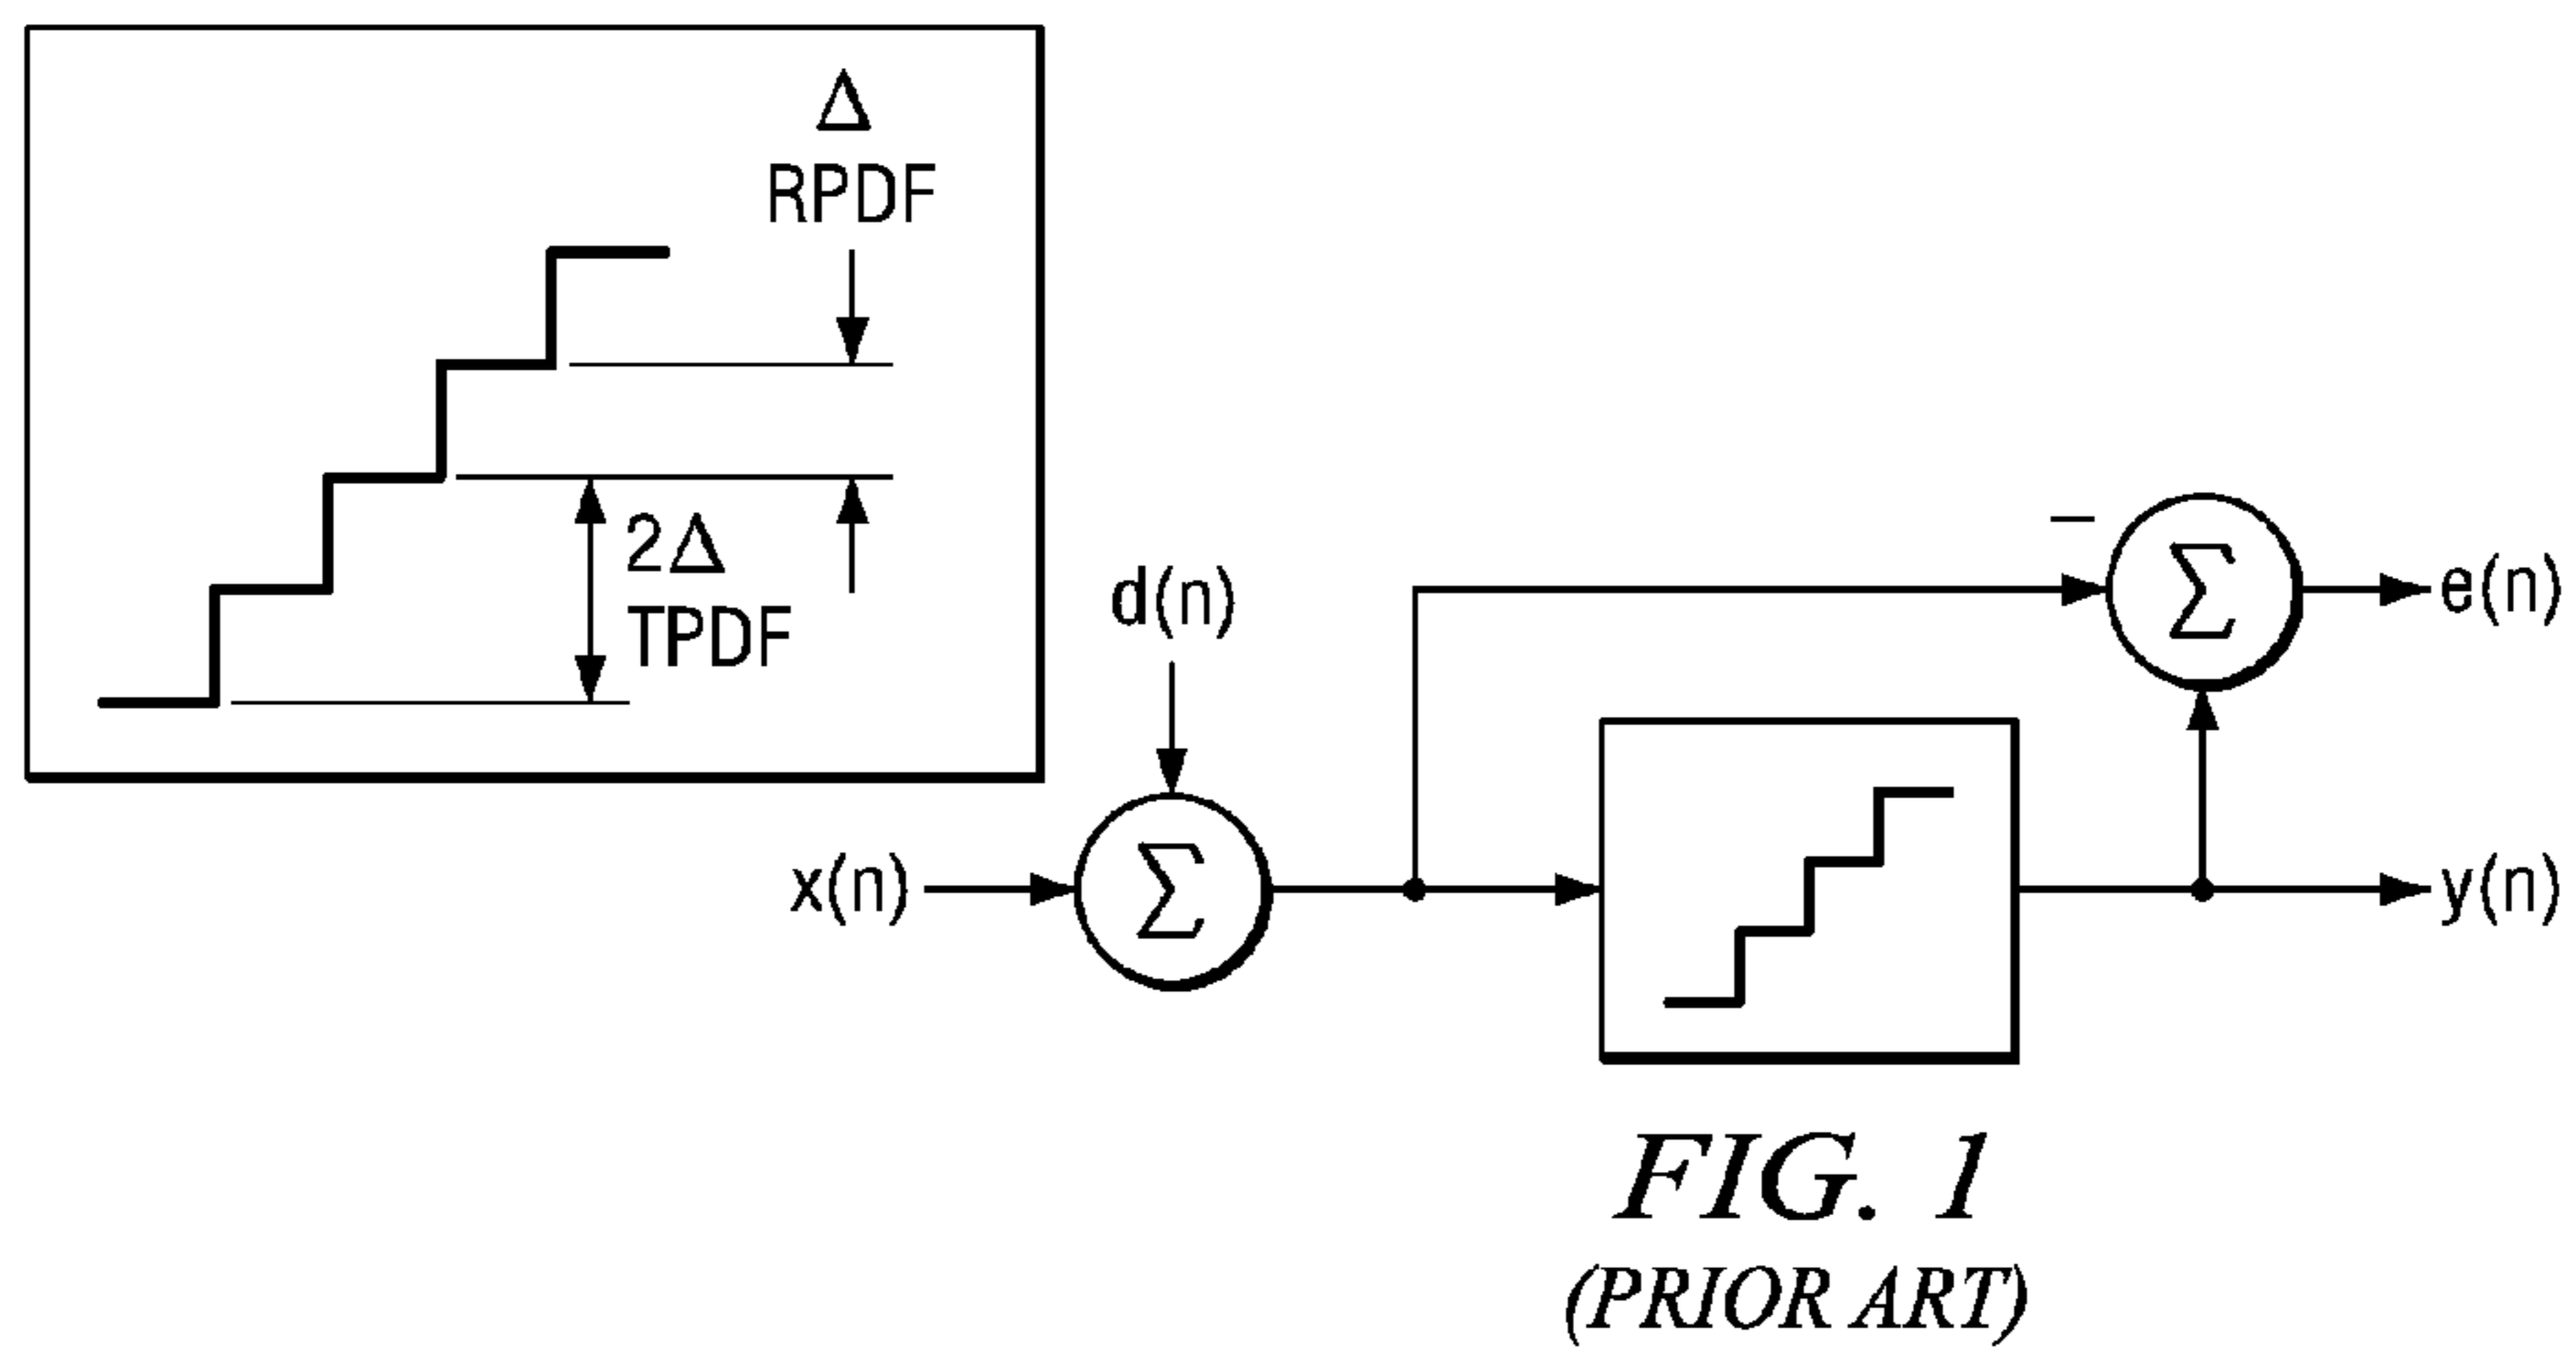 Δ
RPDF
2Δ
TPDF
d(n)
−
Σ
e(n)
x(n)
Σ
y(n)
FIG. 1
(PRIOR ART)